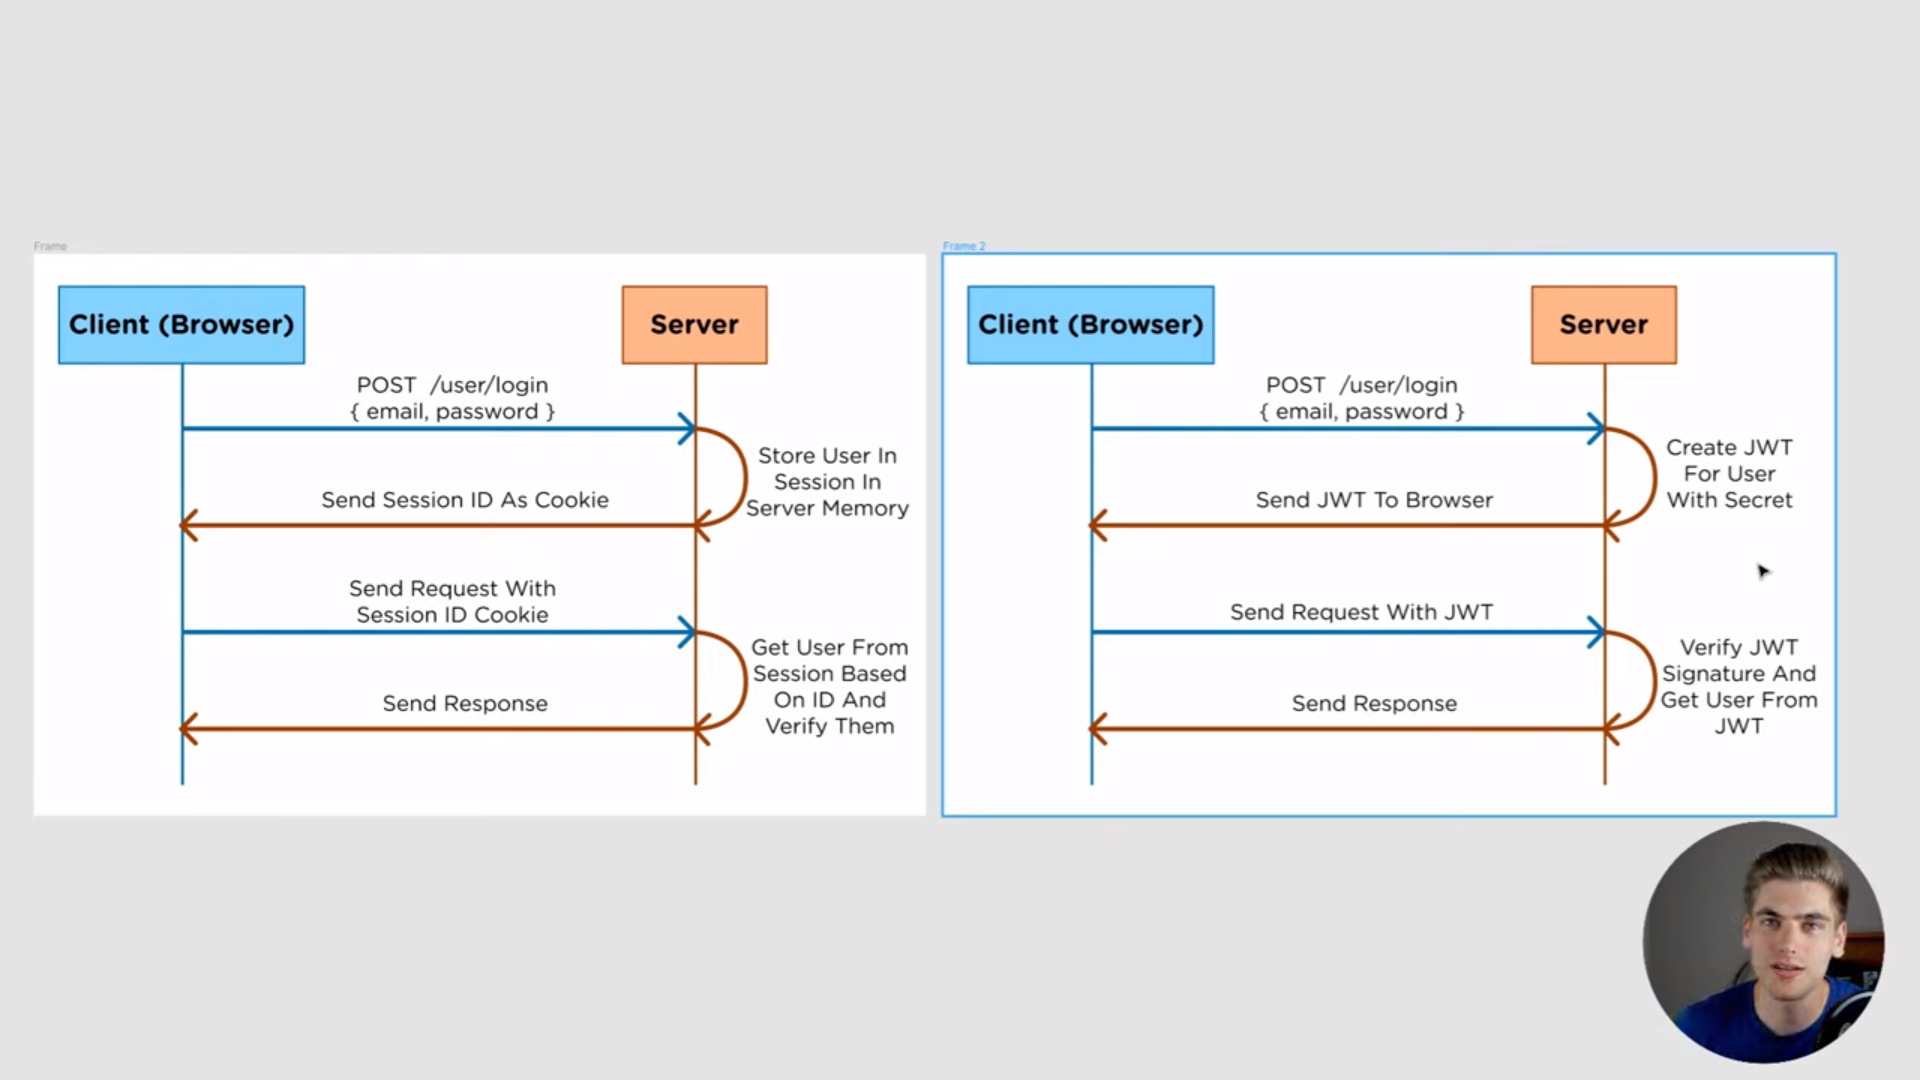 Frame
Client (Browser)
Server
POST /user/login
{ email, password }
Store User In
Session In
Server Memory
Send Session ID As Cookie
Send Request With
Session ID Cookie
Get User From
Session Based
On ID And
Verify Them
Send Response
Frame 2
Client (Browser)
Server
POST /user/login
{ email, password }
Create JWT
For User
With Secret
Send JWT To Browser
Send Request With JWT
Verify JWT
Signature And
Get User From
JWT
Send Response